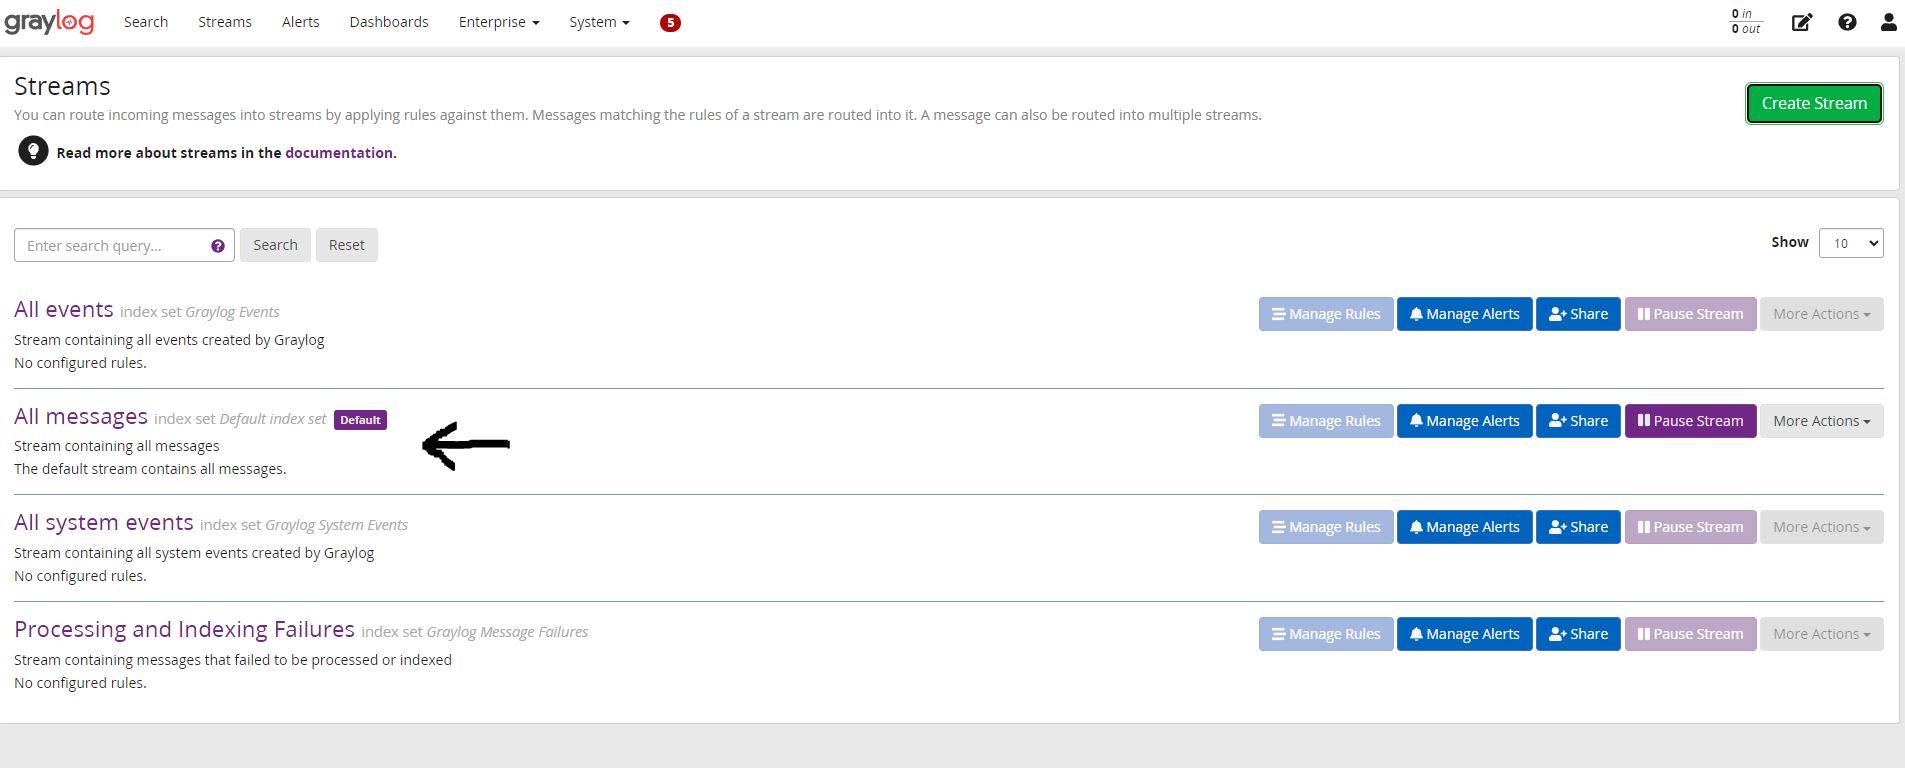 graylog Search Streams Alerts Dashboards Enterprise System 5 0 in
0 out
Streams
You can route incoming messages into streams by applying rules against them. Messages matching the rules of a stream are routed into it. A message can also be routed into multiple streams.
Create Stream
Read more about streams in the documentation.
Enter search query... Search Reset Show 10
All events index set Graylog Events Manage Rules Manage Alerts Share Pause Stream More Actions
Stream containing all events created by Graylog
No configured rules.
All messages index set Default index set Default Manage Rules Manage Alerts Share Pause Stream More Actions
Stream containing all messages
The default stream contains all messages.
All system events index set Graylog System Events Manage Rules Manage Alerts Share Pause Stream More Actions
Stream containing all system events created by Graylog
No configured rules.
Processing and Indexing Failures index set Graylog Message Failures Manage Rules Manage Alerts Share Pause Stream More Actions
Stream containing messages that failed to be processed or indexed
No configured rules.